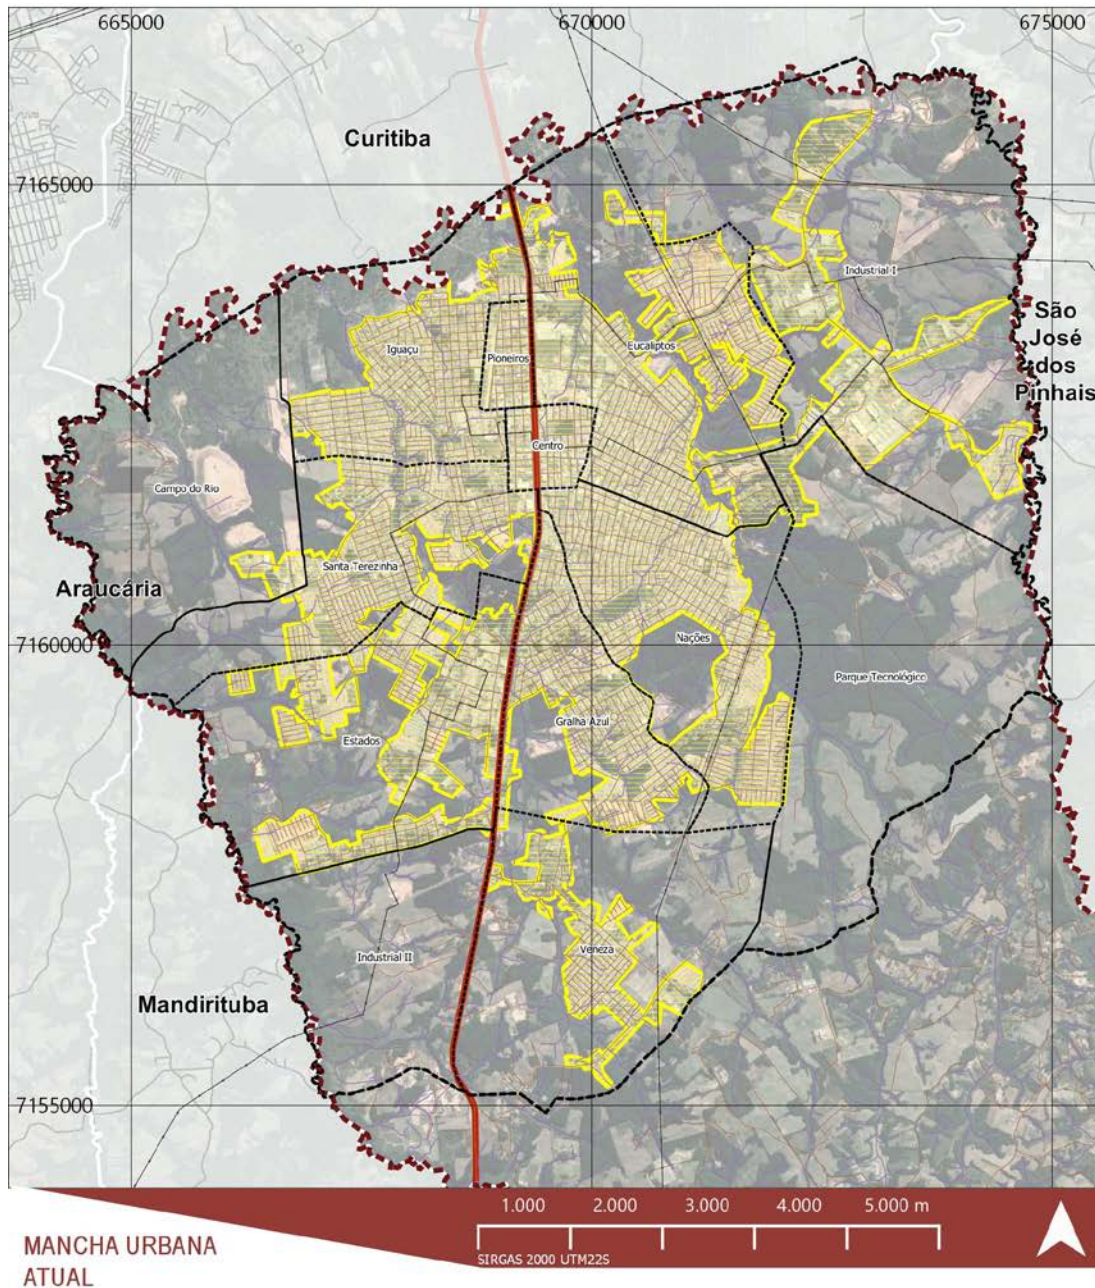 665000
670000
675000
Curitiba
7165000
Industrial I
São
José
dos
Pinhais
Iguaçu
Pioneiros
Eucaliptos
Centro
Campo do Rio
Santa Terezinha
Araucária
7160000
Nações
Parque Tecnológico
Gralha Azul
Estados
Veneza
Industrial II
Mandirituba
7155000
1.000 2.000 3.000 4.000 5.000 m
SIRGAS 2000 UTM22S
MANCHA URBANA
ATUAL